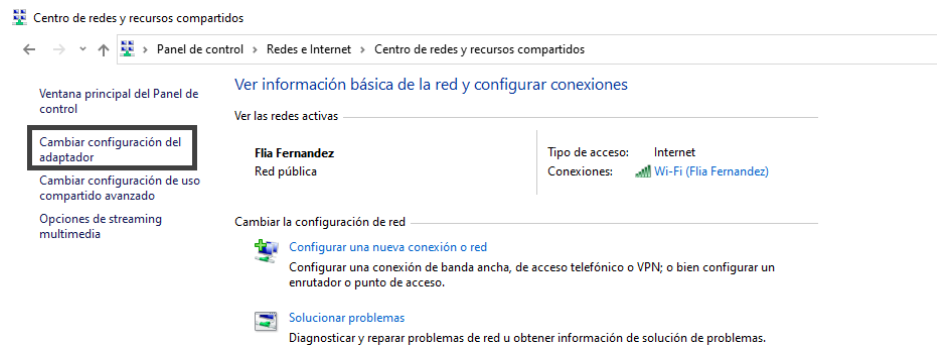 Centro de redes y recursos compartidos
Panel de control > Redes e Internet > Centro de redes y recursos compartidos
Ventana principal del Panel de
control
Cambiar configuración del
adaptador
Cambiar configuración de uso
compartido avanzado
Opciones de streaming
multimedia
Ver información básica de la red y configurar conexiones
Ver las redes activas
Flia Fernandez
Red pública
Tipo de acceso: Internet
Conexiones: Wi-Fi (Flia Fernandez)
Cambiar la configuración de red
Configurar una nueva conexión o red
Configurar una conexión de banda ancha, de acceso telefónico o VPN; o bien configurar un
enrutador o punto de acceso.
Solucionar problemas
Diagnosticar y reparar problemas de red u obtener información de solución de problemas.